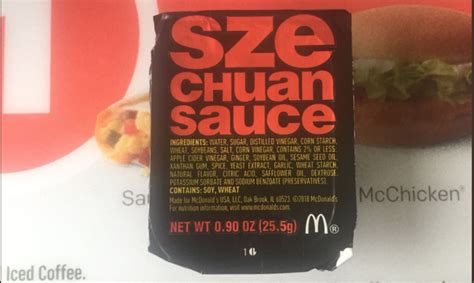 sze
chuan
sauce
INGREDIENTS: WATER, SUGAR, DISTILLED VINEGAR, CORN STARCH,
WHEAT, SOYBEANS, SALT, CORN VINEGAR, CONTAINS 2% OR LESS:
APPLE CIDER VINEGAR, GINGER, SOYBEAN OIL, SESAME SEED OIL,
XANTHAN GUM, SPICE, YEAST EXTRACT, GARLIC, WHEAT STARCH,
NATURAL FLAVOR, CITRIC ACID, SAFFLOWER OIL, DEXTROSE,
POTASSIUM SORBATE AND SODIUM BENZOATE (PRESERVATIVES).
CONTAINS: SOY, WHEAT
Made for McDonald's USA, LLC, Oak Brook, IL 60523 ©2018 McDonald's
For nutrition information, visit www.mcdonalds.com
NET WT 0.90 OZ (25.5g) M®
Sau
McChicken®
Iced Coffee.